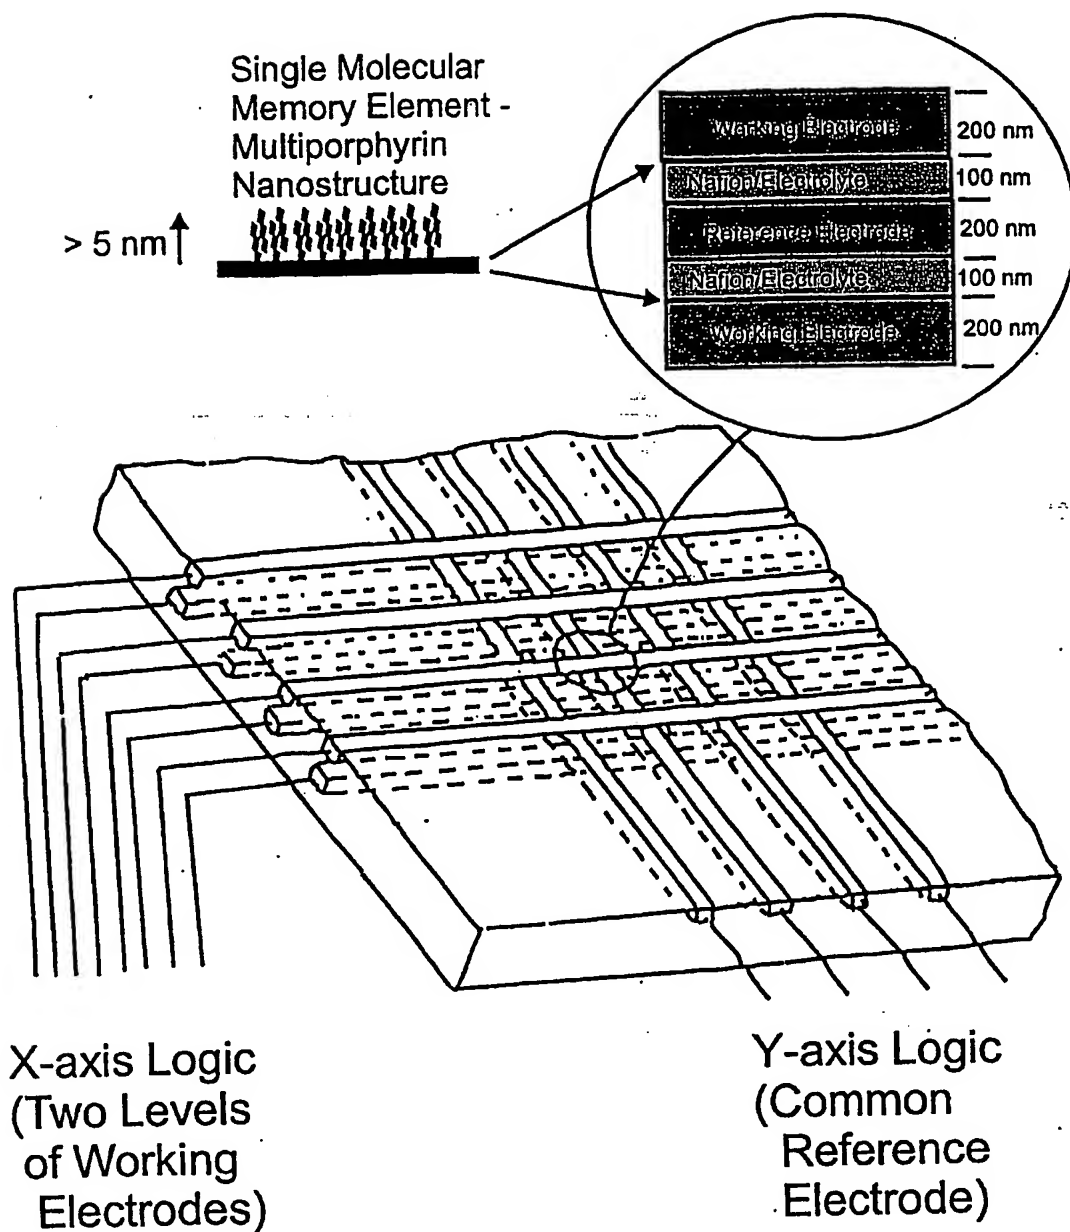 Single Molecular
Memory Element -
Multiporphyrin
Nanostructure
> 5 nm
Working Electrode
200 nm
Nafion/Electrolyte
100 nm
Reference Electrode
200 nm
Nafion/Electrolyte
100 nm
Working Electrode
200 nm
X-axis Logic
(Two Levels
of Working
Electrodes)
Y-axis Logic
(Common
Reference
Electrode)